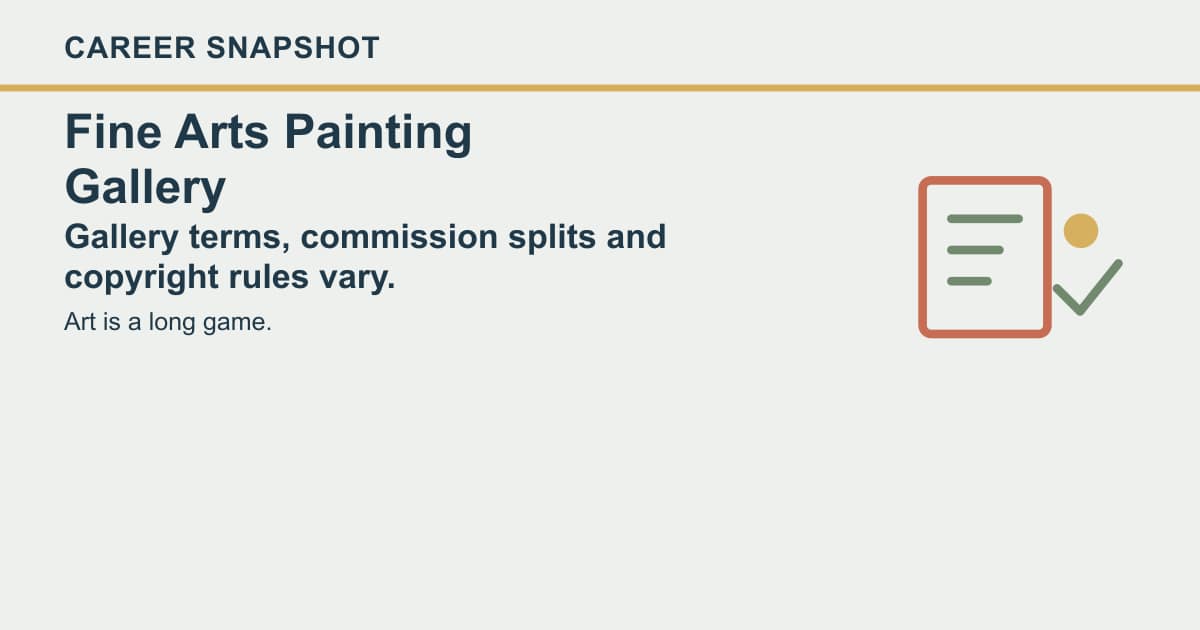 CAREER SNAPSHOT
Fine Arts Painting
Gallery
Gallery terms, commission splits and
copyright rules vary.
Art is a long game.